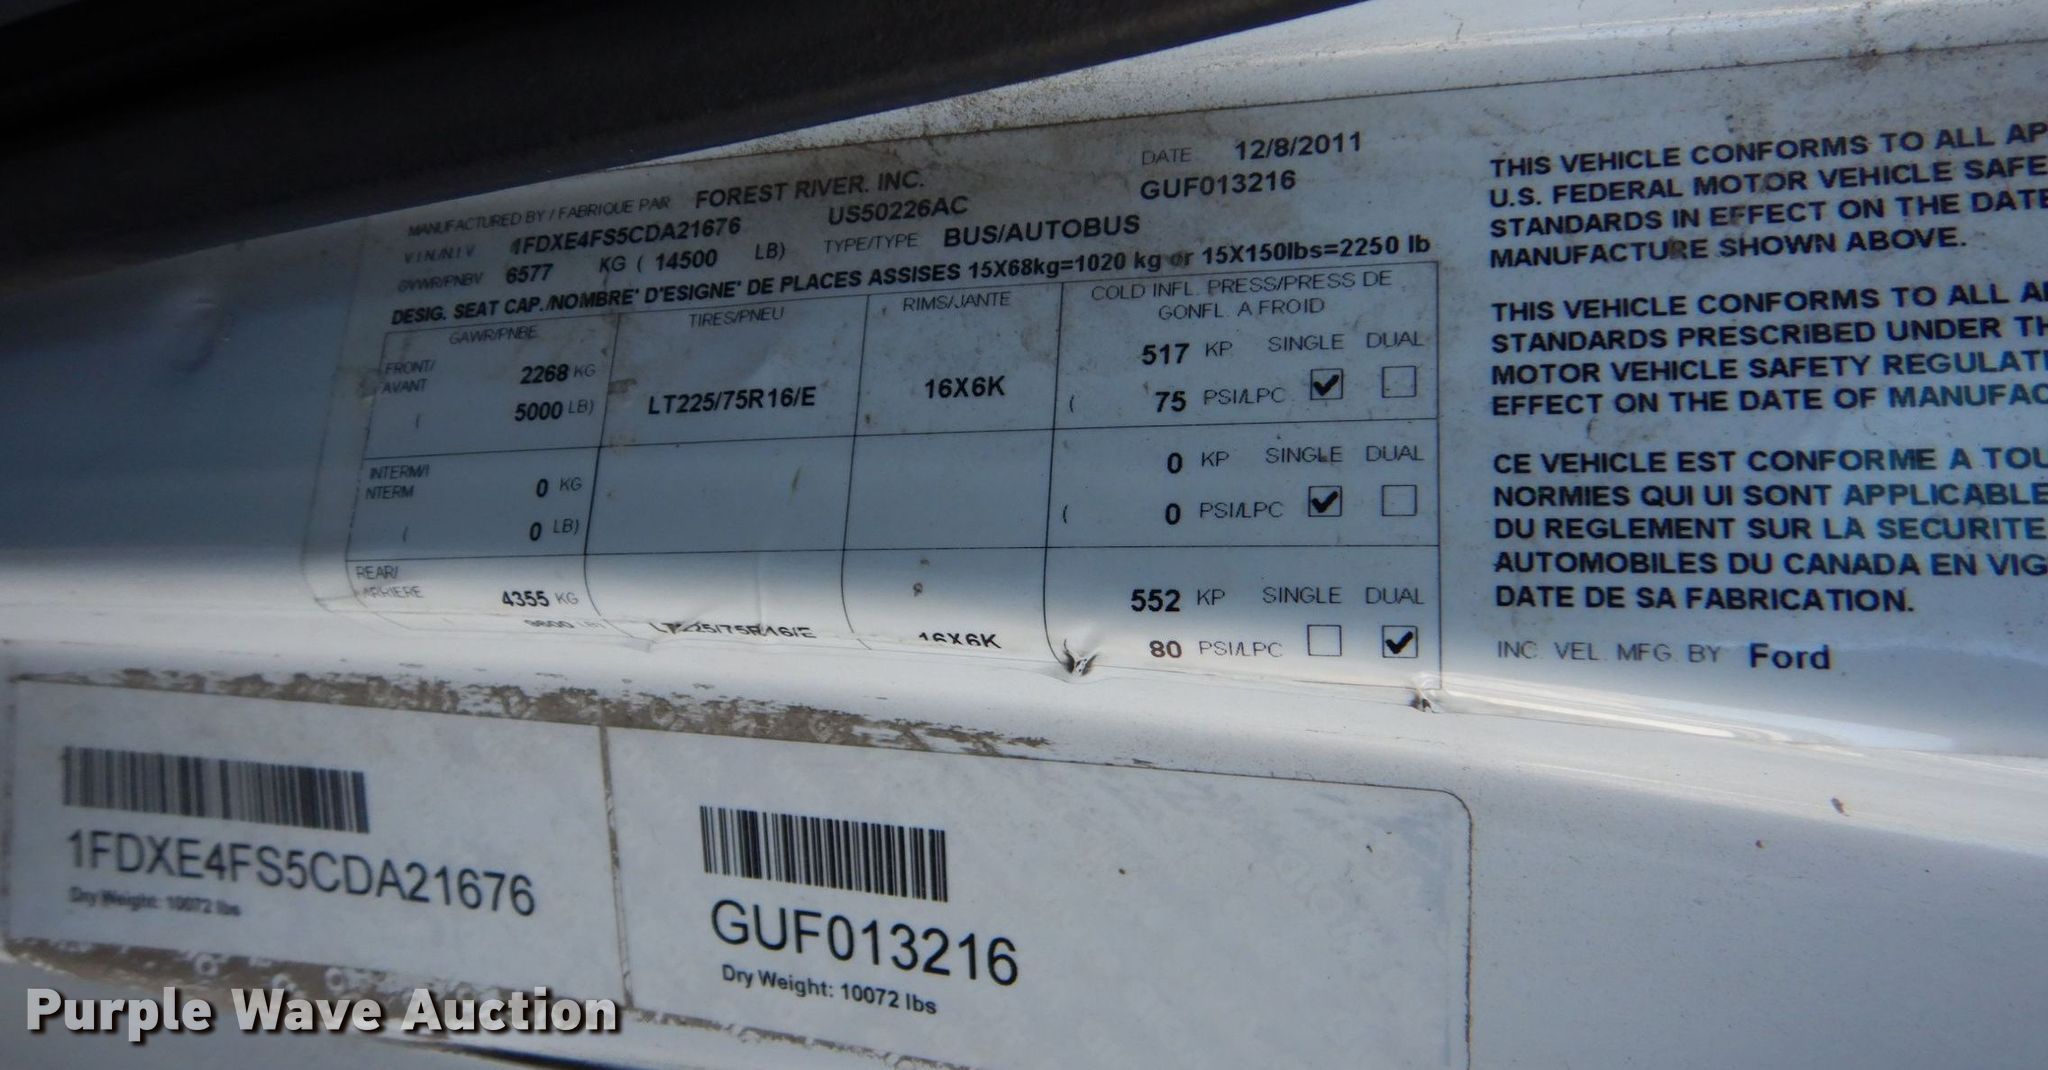 MANUFACTURED BY / FABRIQUE PAR FOREST RIVER. INC. DATE 12/8/2011
V.I.N./N.I.V 1FDXE4FS5CDA21676 US50226AC GUF013216
GVWR/PNBV 6577 KG ( 14500 LB) TYPE/TYPE BUS/AUTOBUS
DESIG. SEAT CAP./NOMBRE' D'ESIGNE' DE PLACES ASSISES 15X68kg=1020 kg or 15X150lbs=2250 lb
GAWR/PNBE TIRES/PNEU RIMS/JANTE COLD INFL. PRESS/PRESS DE
GONFL. A FROID
FRONT/
AVANT 2268 KG 517 KP SINGLE DUAL
( 5000 LB) LT225/75R16/E 16X6K ( 75 PSI/LPC
INTERM/I
NTERM 0 KG 0 KP SINGLE DUAL
( 0 LB) ( 0 PSI/LPC
REAR/
ARRIERE 4355 KG 552 KP SINGLE DUAL
LT225/75R16/E 16X6K ( 80 PSI/LPC
THIS VEHICLE CONFORMS TO ALL AP
U.S. FEDERAL MOTOR VEHICLE SAFE
STANDARDS IN EFFECT ON THE DATE
MANUFACTURE SHOWN ABOVE.
THIS VEHICLE CONFORMS TO ALL A
STANDARDS PRESCRIBED UNDER TH
MOTOR VEHICLE SAFETY REGULATI
EFFECT ON THE DATE OF MANUFAC
CE VEHICLE EST CONFORME A TOU
NORMIES QUI UI SONT APPLICABLE
DU REGLEMENT SUR LA SECURITE
AUTOMOBILES DU CANADA EN VIG
DATE DE SA FABRICATION.
INC. VEL. MFG. BY Ford
1FDXE4FS5CDA21676
Dry Weight: 10072 lbs
GUF013216
Dry Weight: 10072 lbs
Purple Wave Auction